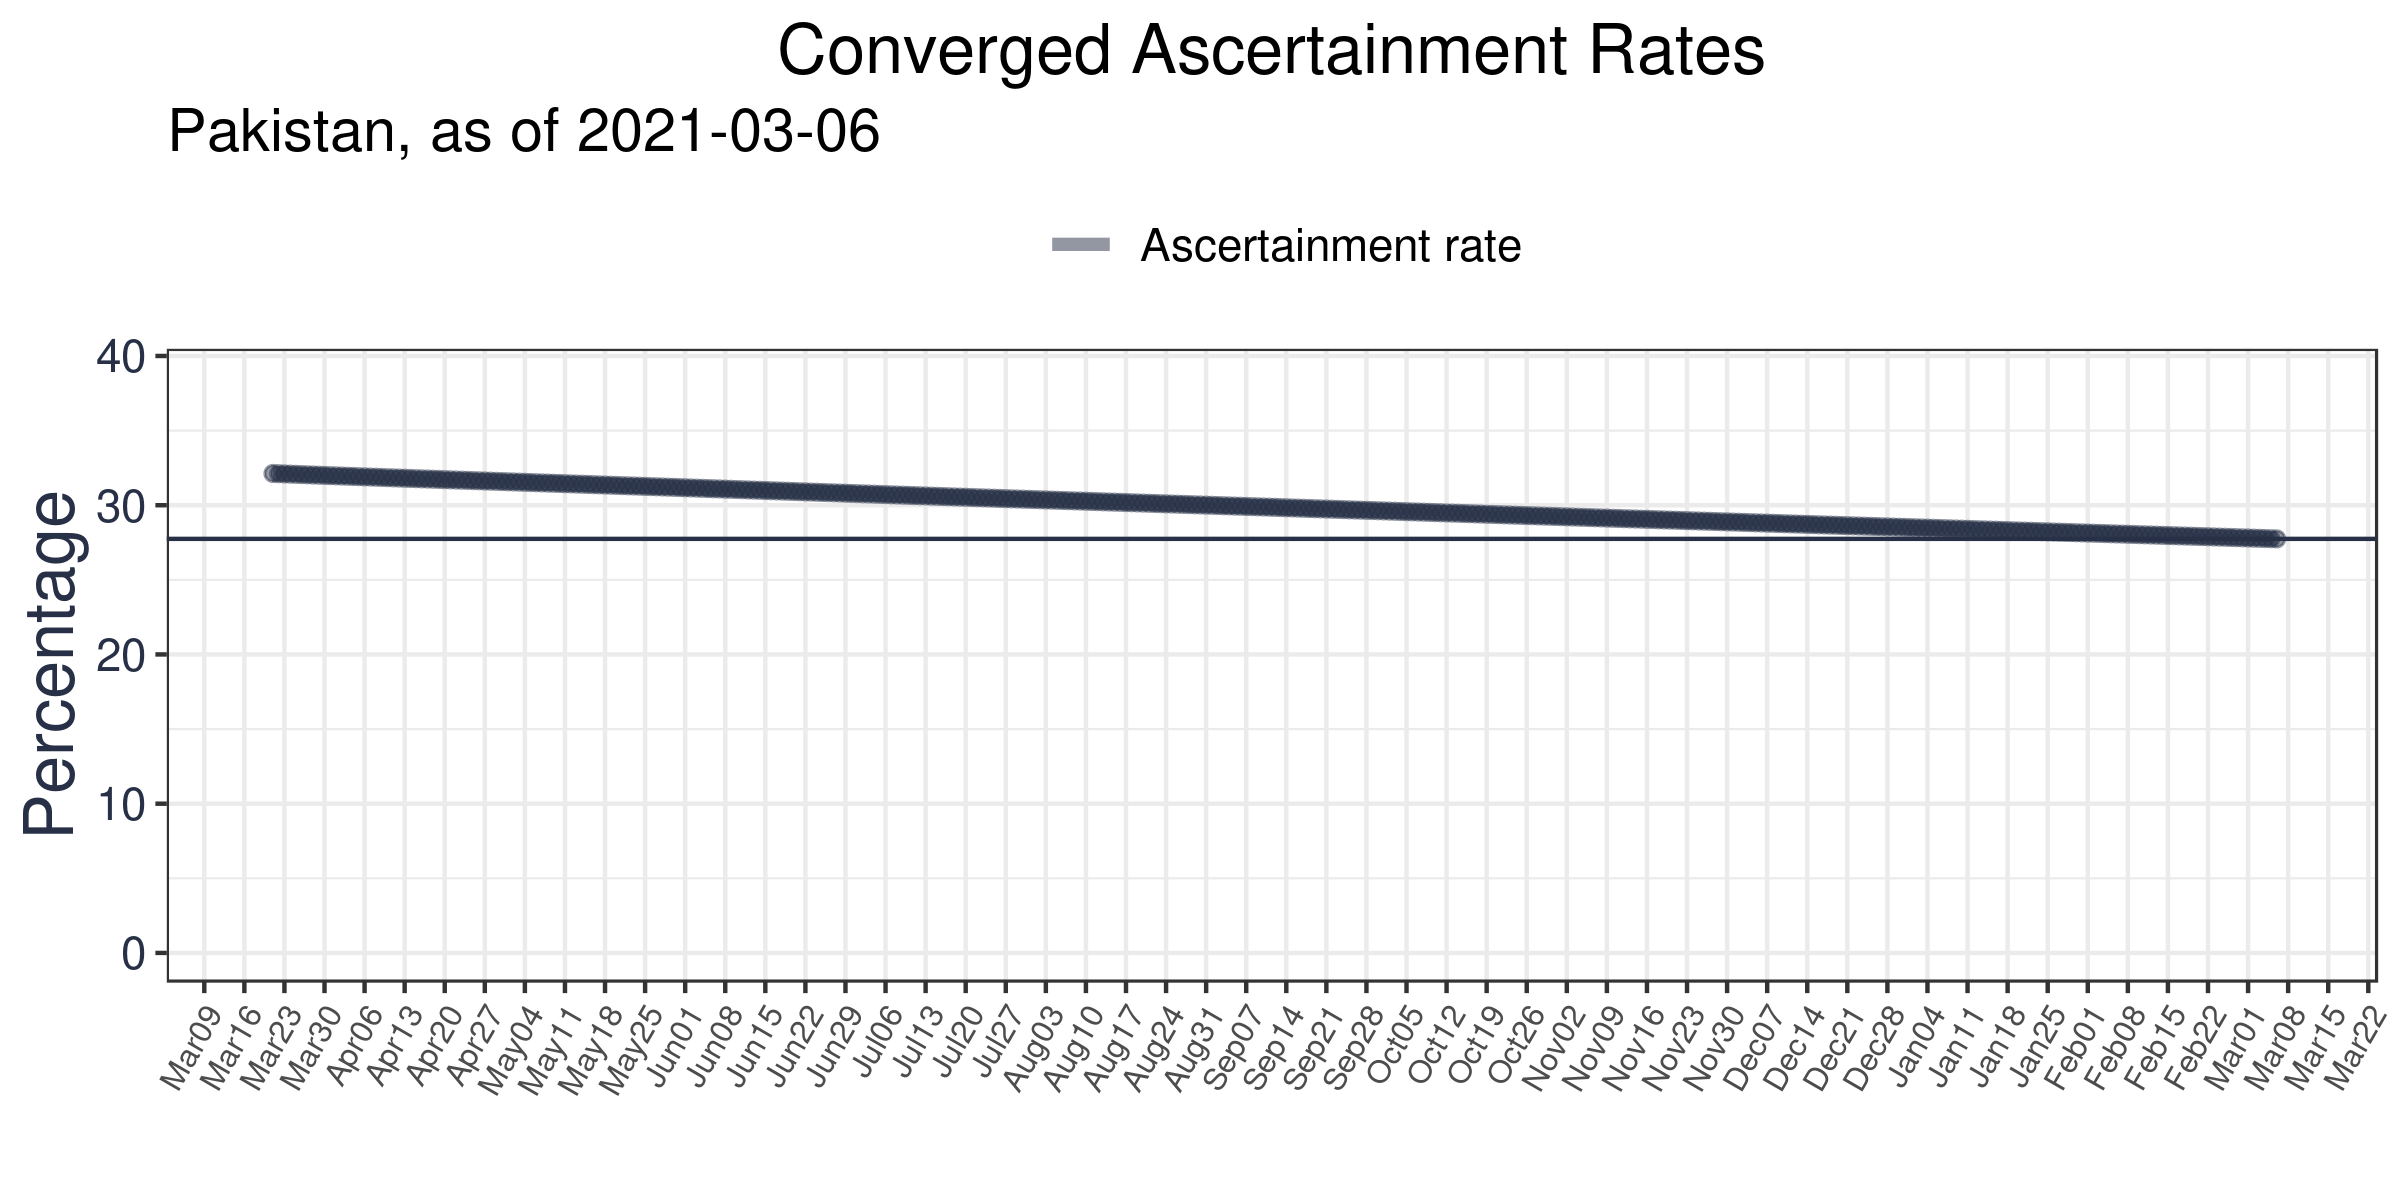 Converged Ascertainment Rates
Pakistan, as of 2021-03-06
Ascertainment rate
Percentage
40
30
20
10
0
Mar09 Mar16 Mar23 Mar30 Apr06 Apr13 Apr20 Apr27 May04 May11 May18 May25 Jun01 Jun08 Jun15 Jun22 Jun29 Jul06 Jul13 Jul20 Jul27 Aug03 Aug10 Aug17 Aug24 Aug31 Sep07 Sep14 Sep21 Sep28 Oct05 Oct12 Oct19 Oct26 Nov02 Nov09 Nov16 Nov23 Nov30 Dec07 Dec14 Dec21 Dec28 Jan04 Jan11 Jan18 Jan25 Feb01 Feb08 Feb15 Feb22 Mar01 Mar08 Mar15 Mar22